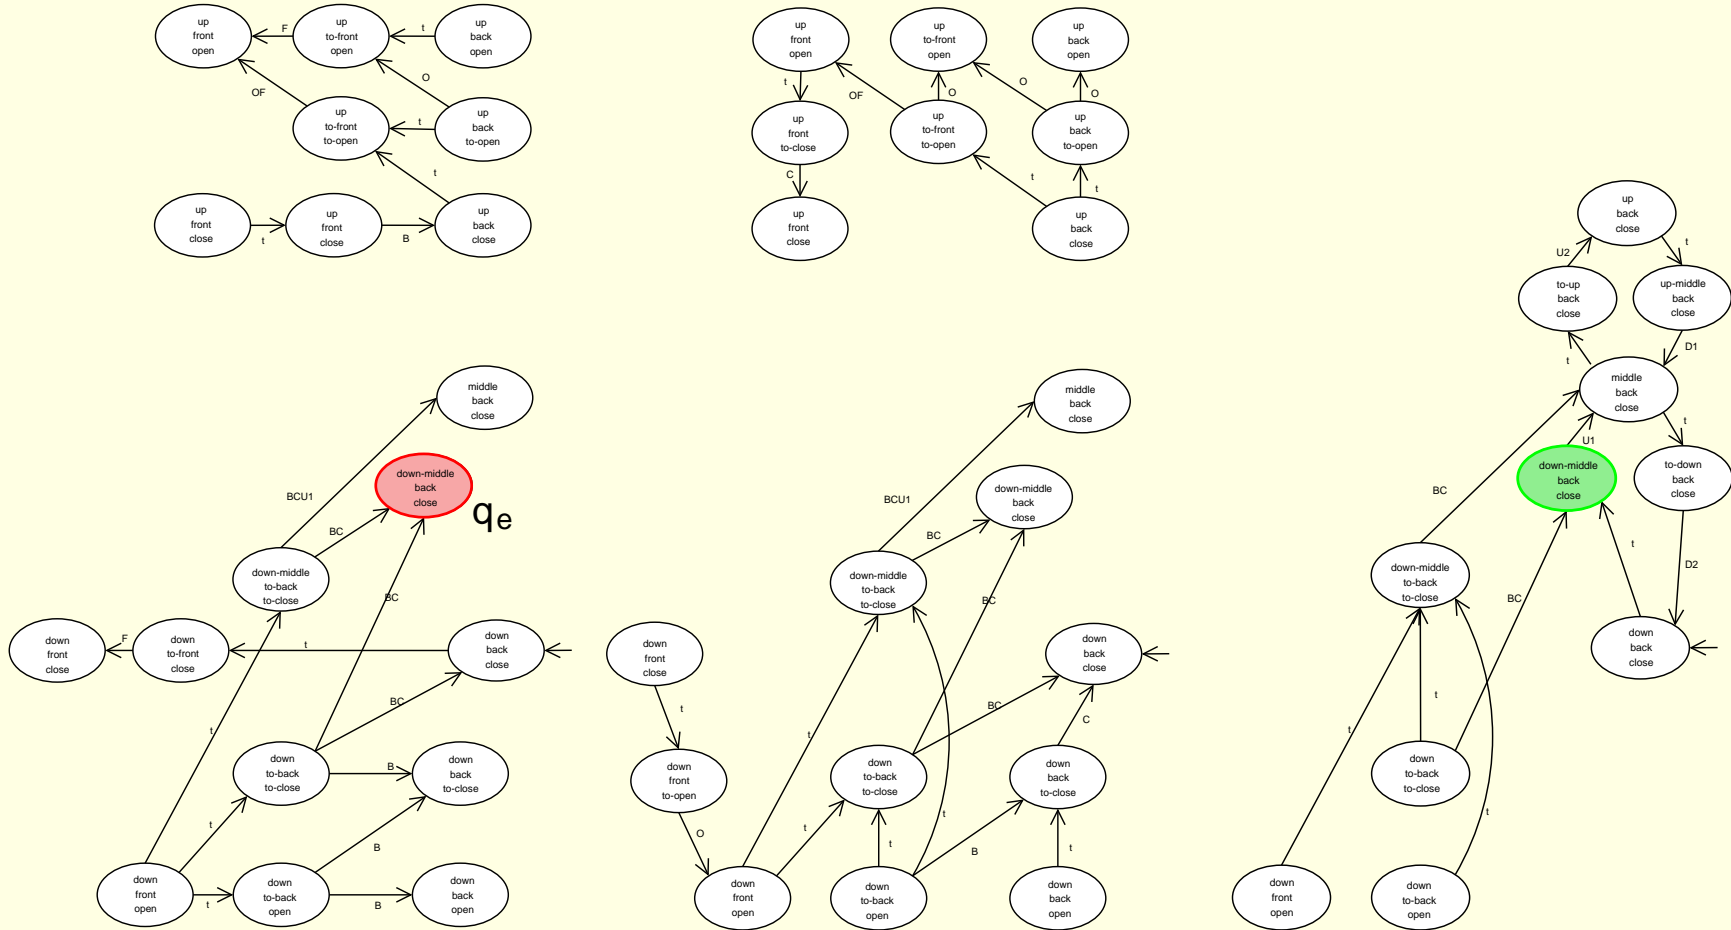 up
front
open
F
up
to-front
open
t
up
back
open
OF
O
up
to-front
to-open
t
up
back
to-open
t
up
front
close
t
up
front
close
B
up
back
close
up
front
open
up
to-front
open
up
back
open
t
OF
O
O
O
up
front
to-close
up
to-front
to-open
up
back
to-open
C
t
t
up
front
close
up
back
close
up
back
close
U2
t
to-up
back
close
up-middle
back
close
t
D1
middle
back
close
t
U1
BC
down-middle
back
close
to-down
back
close
t
D2
down-middle
to-back
to-close
BC
down
back
close
t
t
down
to-back
to-close
t
down
front
open
down
to-back
open
middle
back
close
BCU1
down-middle
back
close
qe
BC
down-middle
to-back
to-close
BC
down
front
close
F
down
to-front
close
t
down
back
close
BC
t
down
to-back
to-close
B
down
back
to-close
t
B
down
front
open
t
down
to-back
open
B
down
back
open
middle
back
close
BCU1
down-middle
back
close
BC
down-middle
to-back
to-close
BC
down
front
close
down
back
close
t
BC
C
t
down
front
to-open
down
to-back
to-close
down
back
to-close
O
t
t
t
B
t
down
front
open
down
to-back
open
down
back
open